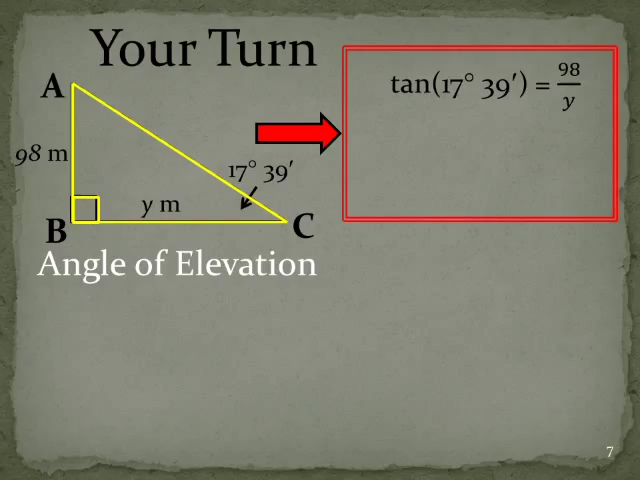 Your Turn
A
tan(17° 39′) = 98/y
98 m
17° 39′
y m
B
C
Angle of Elevation
7